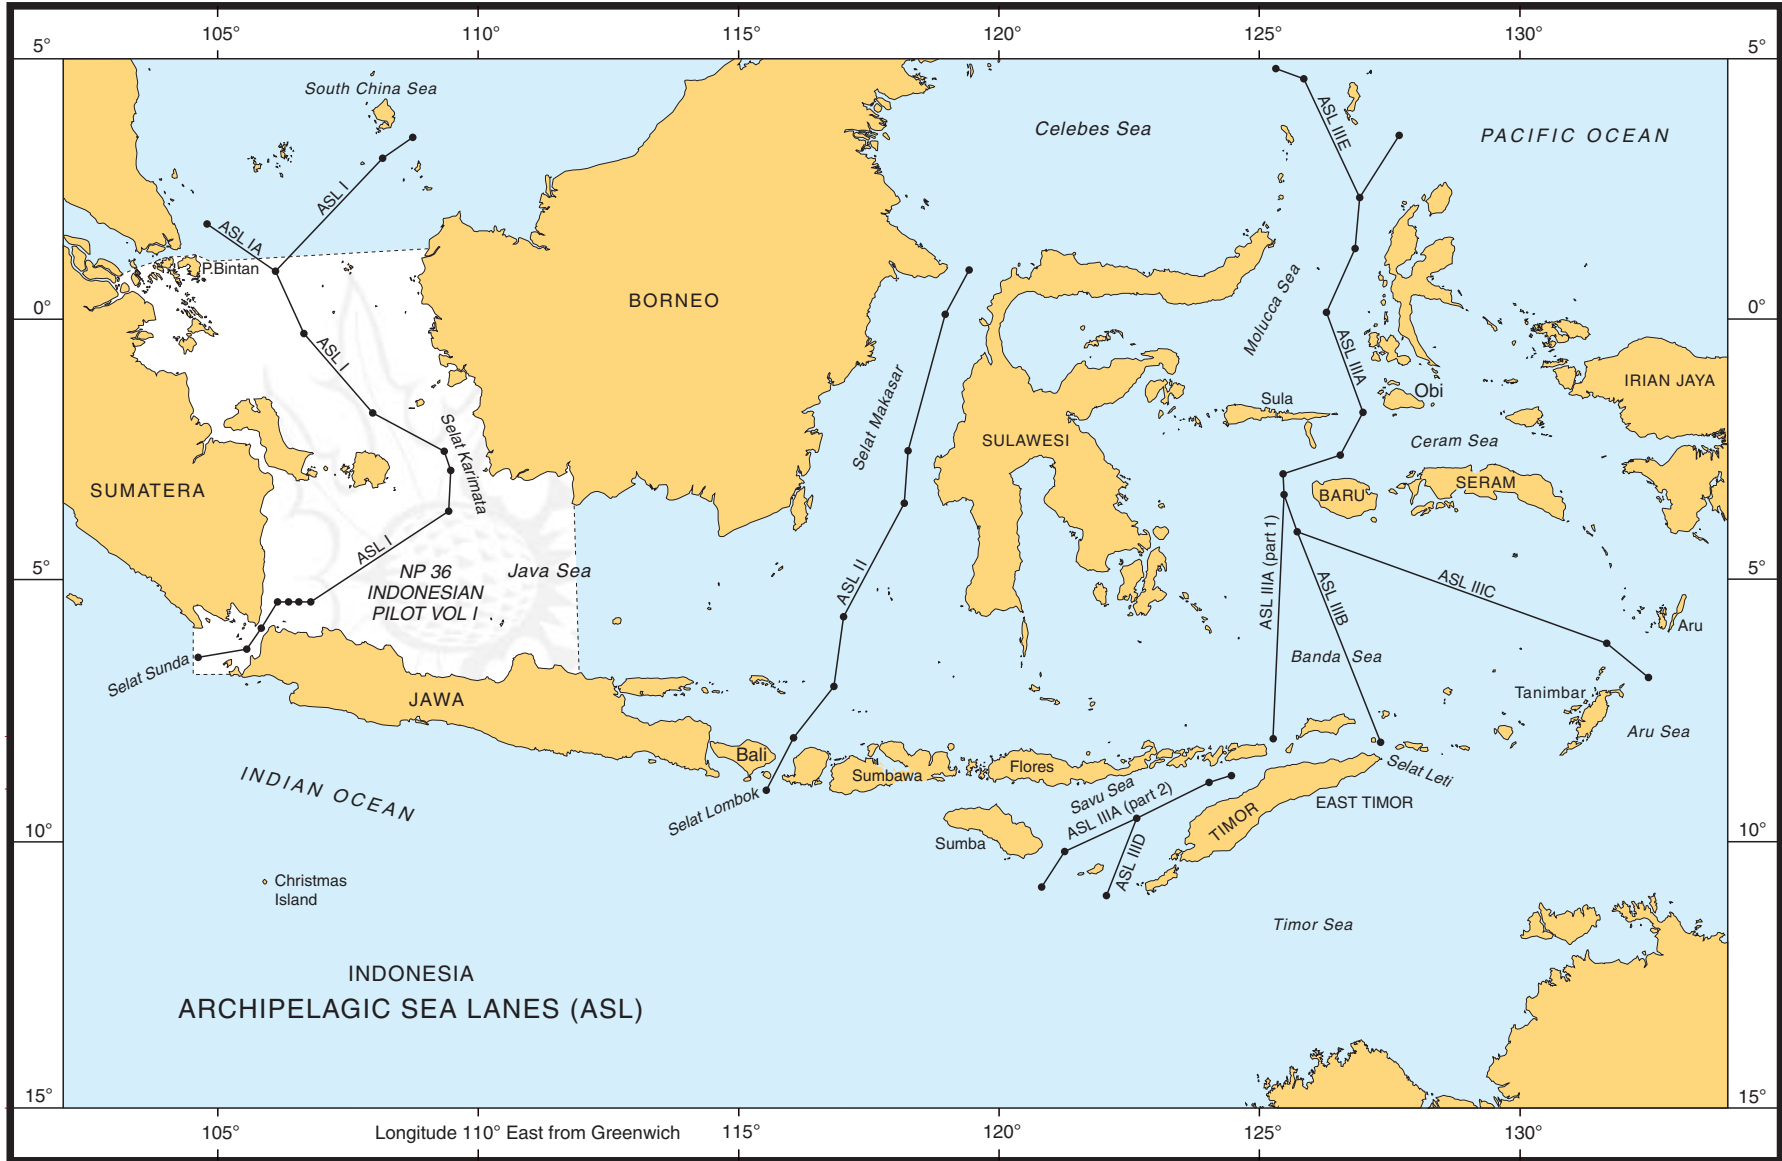 105° 110° 115° 120° 125° 130°
5° 5°
South China Sea
Celebes Sea
PACIFIC OCEAN
ASL IIIE
ASL I
ASL IA
P.Bintan
BORNEO
Molucca Sea
0° 0°
ASL I
ASL IIIA
Selat Makasar
IRIAN JAYA
Obi
Sula
Selat Karimata
SULAWESI
Ceram Sea
SUMATERA
BARU
SERAM
ASL I
ASL IIIA (part 1)
NP 36
INDONESIAN
PILOT VOL I
Java Sea
5° 5°
ASL II
ASL IIIB
ASL IIIC
Aru
Banda Sea
Selat Sunda
JAWA
Tanimbar
Aru Sea
Bali
Sumbawa
Flores
Selat Leti
INDIAN OCEAN
Selat Lombok
Savu Sea
ASL IIIA (part 2)
EAST TIMOR
TIMOR
10° 10°
Sumba
ASL IIID
Christmas
Island
Timor Sea
INDONESIA
ARCHIPELAGIC SEA LANES (ASL)
15° 15°
105° Longitude 110° East from Greenwich 115° 120° 125° 130°